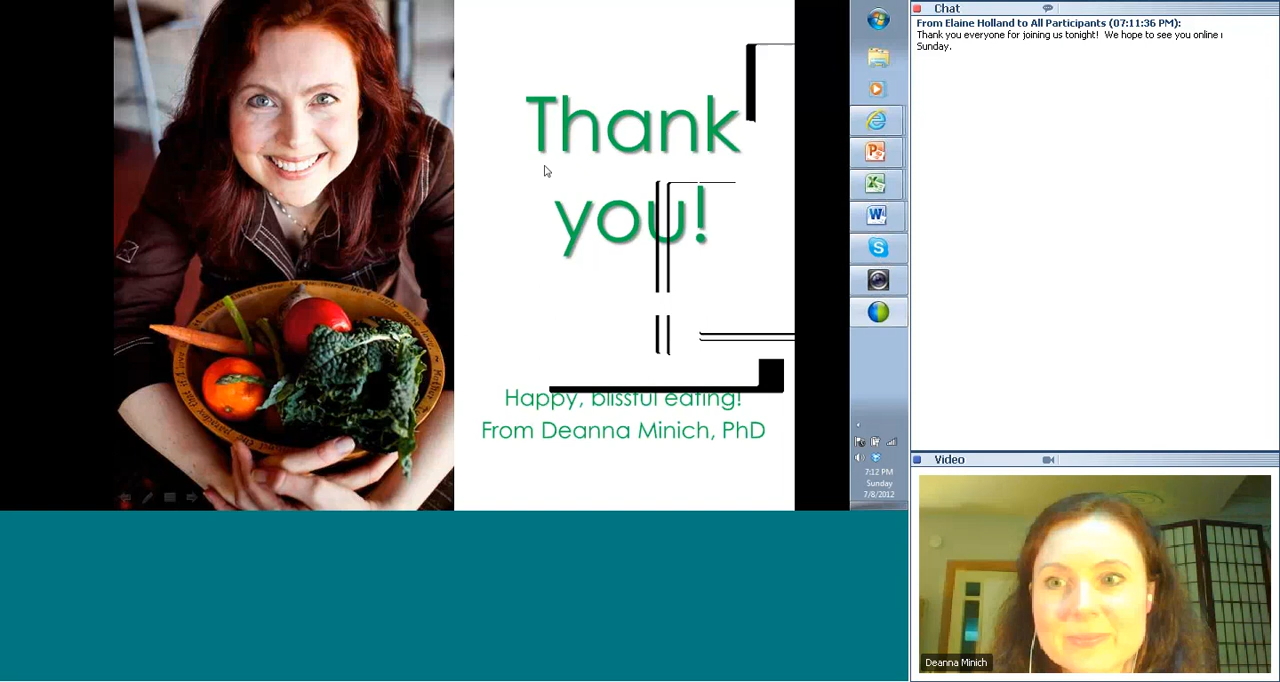 Thank
you!
Happy, blissful eating!
From Deanna Minich, PhD
7:12 PM
Sunday
7/8/2012
Chat
From Elaine Holland to All Participants (07:11:36 PM):
Thank you everyone for joining us tonight!  We hope to see you online
Sunday.
Video
Deanna Minich